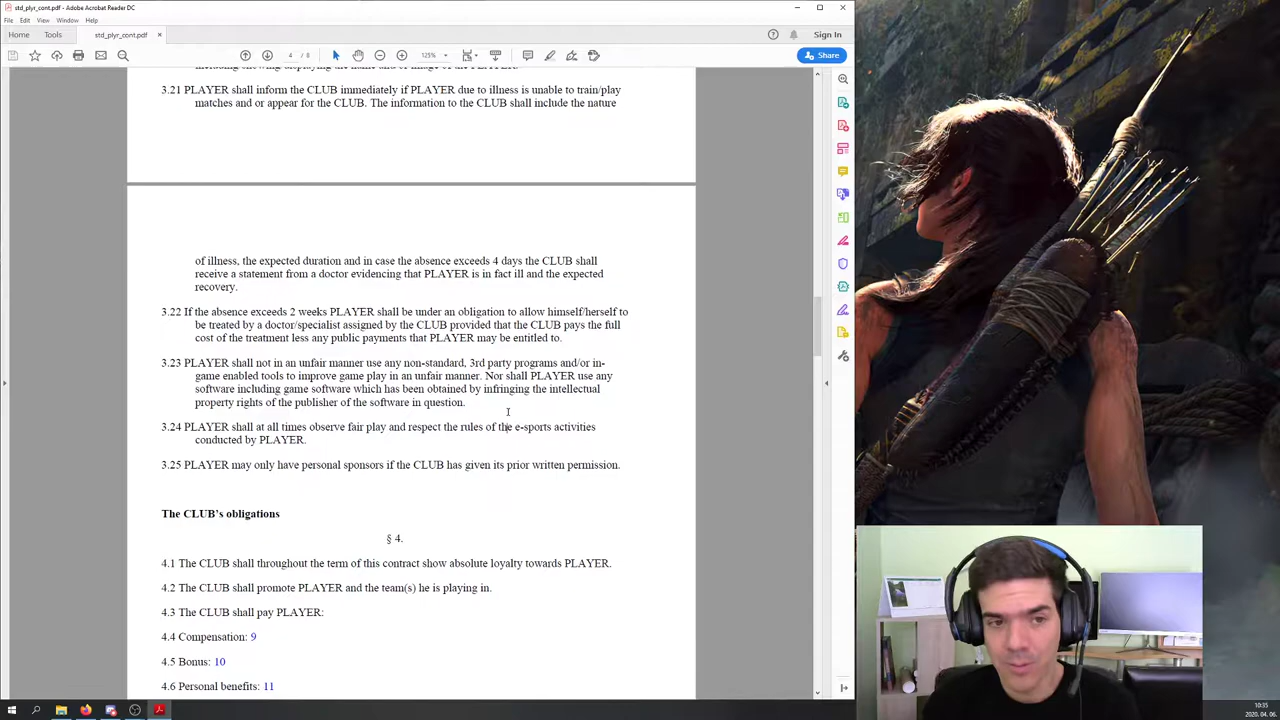 std_plyr_cont.pdf - Adobe Acrobat Reader DC
File Edit View Window Help
Home Tools std_plyr_cont.pdf × Sign In
4 / 8 125% Share
3.21 PLAYER shall inform the CLUB immediately if PLAYER due to illness is unable to train/play
matches and or appear for the CLUB. The information to the CLUB shall include the nature
of illness, the expected duration and in case the absence exceeds 4 days the CLUB shall
receive a statement from a doctor evidencing that PLAYER is in fact ill and the expected
recovery.
3.22 If the absence exceeds 2 weeks PLAYER shall be under an obligation to allow himself/herself to
be treated by a doctor/specialist assigned by the CLUB provided that the CLUB pays the full
cost of the treatment less any public payments that PLAYER may be entitled to.
3.23 PLAYER shall not in an unfair manner use any non-standard, 3rd party programs and/or in-
game enabled tools to improve game play in an unfair manner. Nor shall PLAYER use any
software including game software which has been obtained by infringing the intellectual
property rights of the publisher of the software in question.
3.24 PLAYER shall at all times observe fair play and respect the rules of the e-sports activities
conducted by PLAYER.
3.25 PLAYER may only have personal sponsors if the CLUB has given its prior written permission.
The CLUB's obligations
§ 4.
4.1 The CLUB shall throughout the term of this contract show absolute loyalty towards PLAYER.
4.2 The CLUB shall promote PLAYER and the team(s) he is playing in.
4.3 The CLUB shall pay PLAYER:
4.4 Compensation: 9
4.5 Bonus: 10
4.6 Personal benefits: 11
10:35
2020. 04. 06.